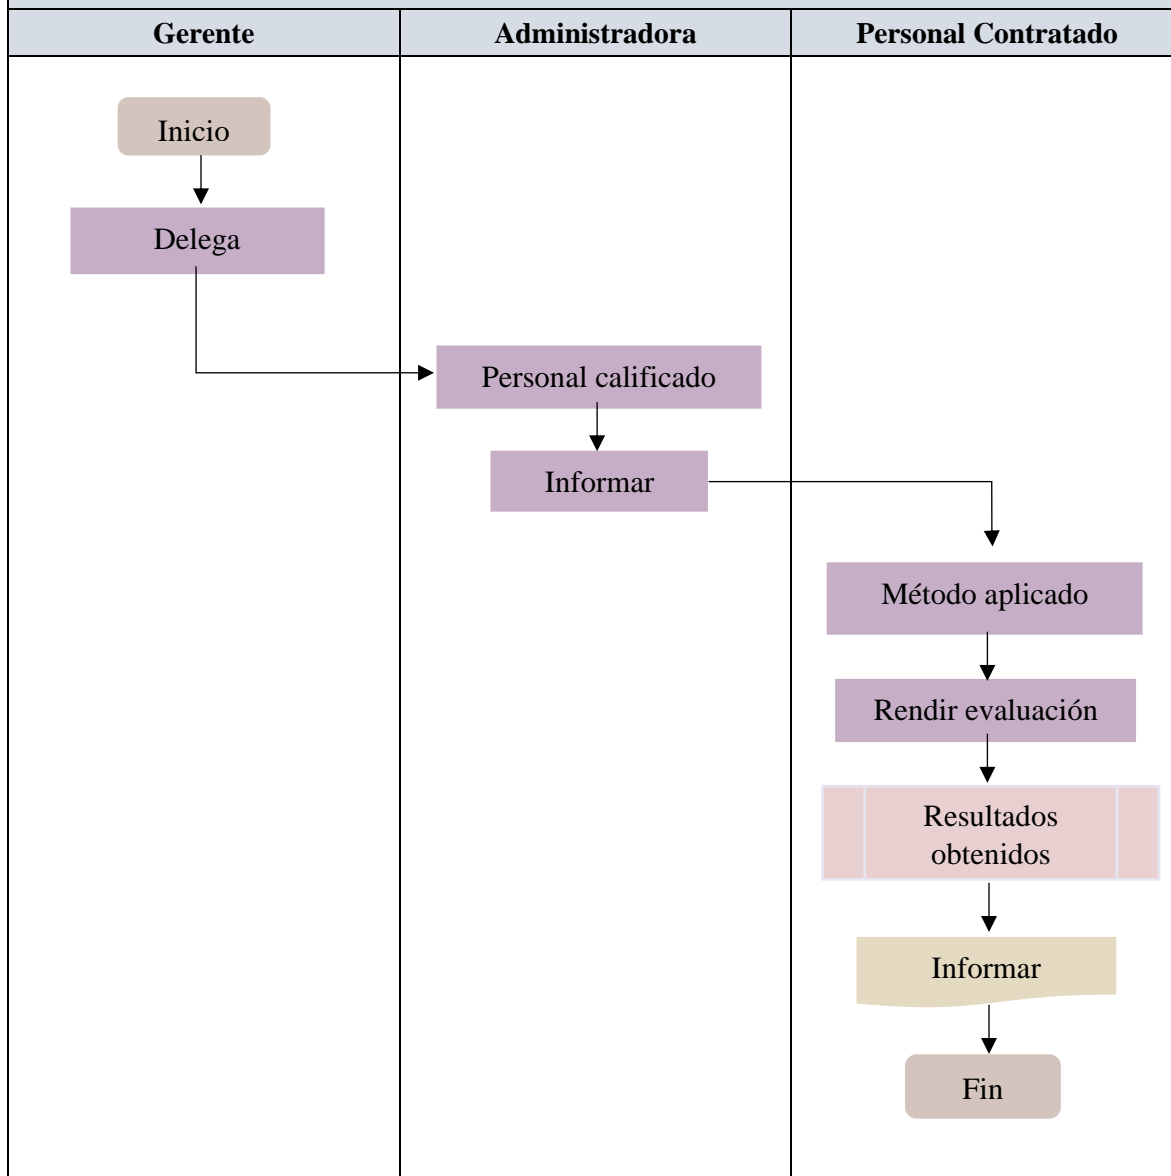 Gerente
Administradora
Personal Contratado
Inicio
Delega
Personal calificado
Informar
Método aplicado
Rendir evaluación
Resultados
obtenidos
Informar
Fin